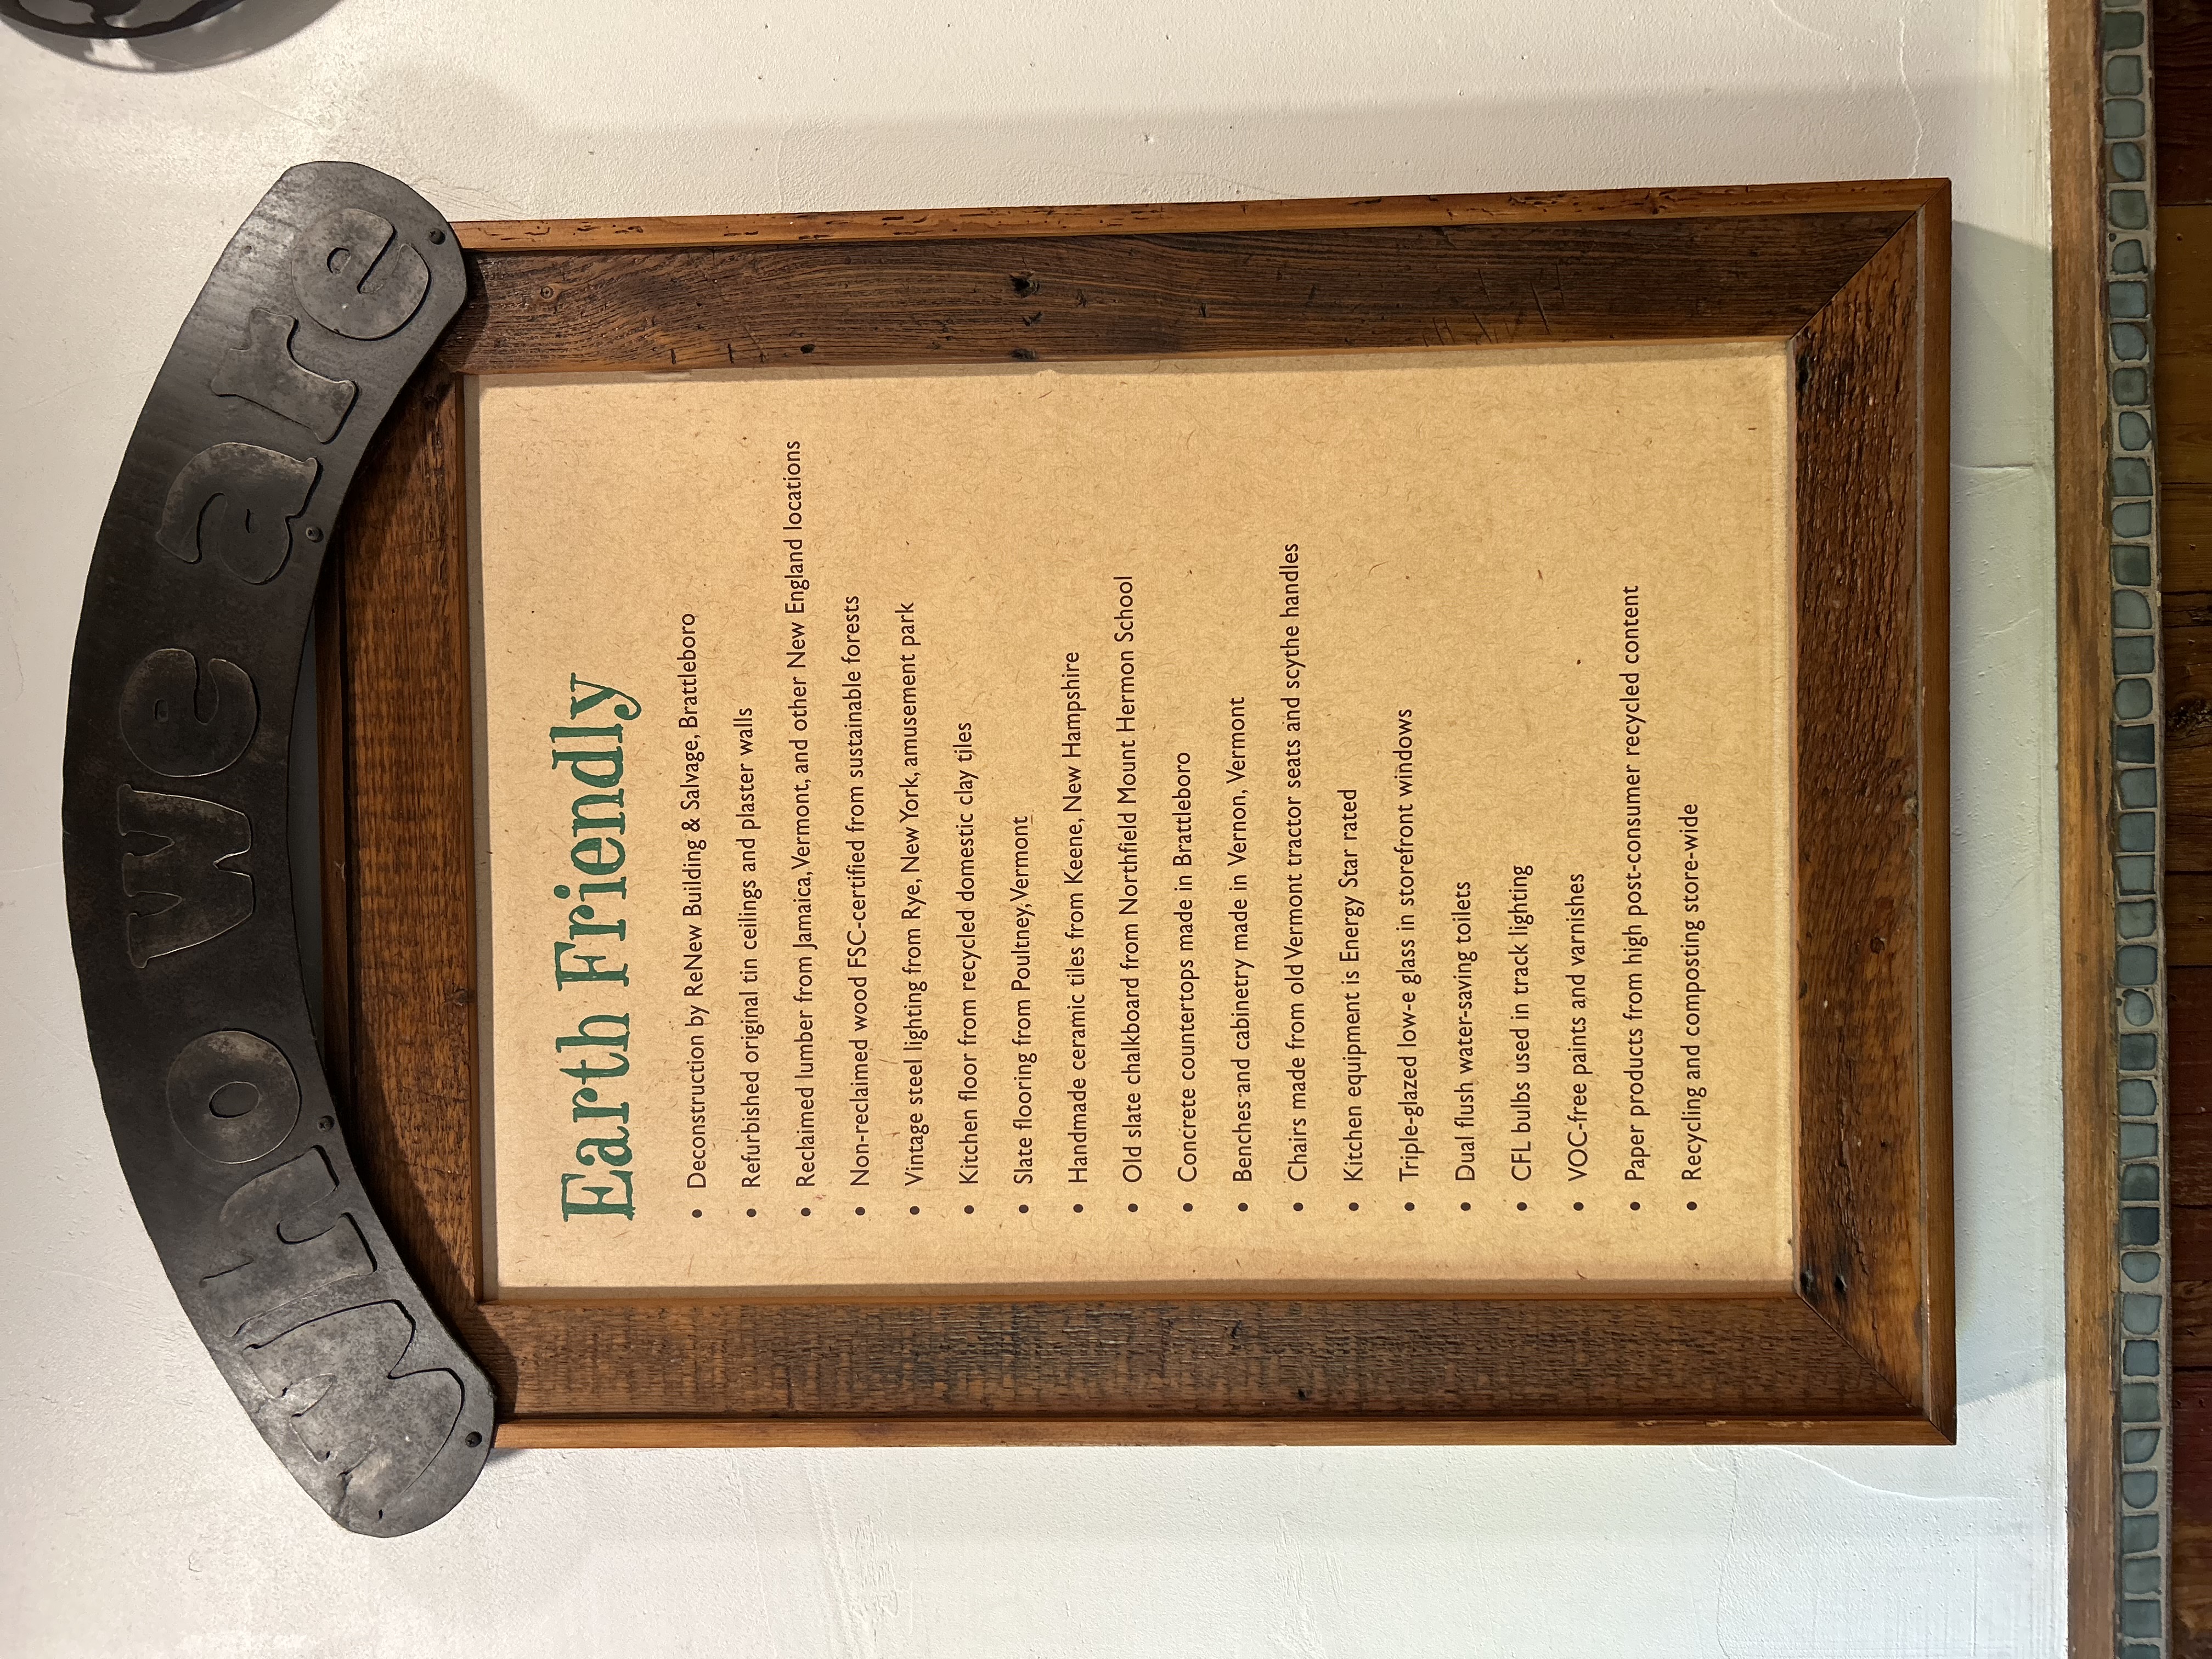 who we are
Earth Friendly
• Deconstruction by ReNew Building & Salvage, Brattleboro
• Refurbished original tin ceilings and plaster walls
• Reclaimed lumber from Jamaica, Vermont, and other New England locations
• Non-reclaimed wood FSC-certified from sustainable forests
• Vintage steel lighting from Rye, New York, amusement park
• Kitchen floor from recycled domestic clay tiles
• Slate flooring from Poultney, Vermont
• Handmade ceramic tiles from Keene, New Hampshire
• Old slate chalkboard from Northfield Mount Hermon School
• Concrete countertops made in Brattleboro
• Benches and cabinetry made in Vernon, Vermont
• Chairs made from old Vermont tractor seats and scythe handles
• Kitchen equipment is Energy Star rated
• Triple-glazed low-e glass in storefront windows
• Dual flush water-saving toilets
• CFL bulbs used in track lighting
• VOC-free paints and varnishes
• Paper products from high post-consumer recycled content
• Recycling and composting store-wide